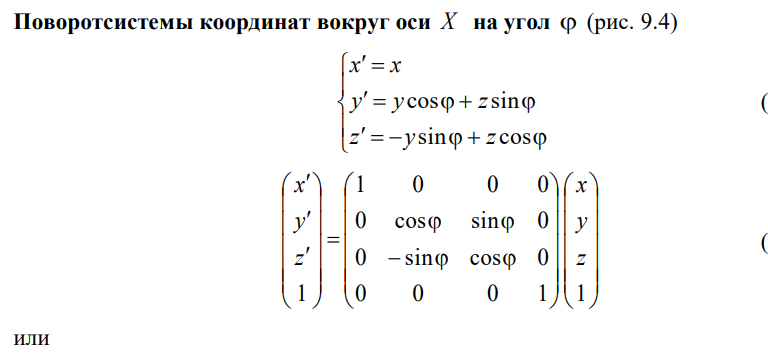 Поворотсистемы координат вокруг оси X на угол φ (рис. 9.4)
x′ = x
y′ = y cosφ + z sinφ
z′ = −y sinφ + z cosφ
(
x′ 1 0 0 0 x
y′ 0 cosφ sinφ 0 y
=
z′ 0 −sinφ cosφ 0 z
1 0 0 0 1 1
(
или